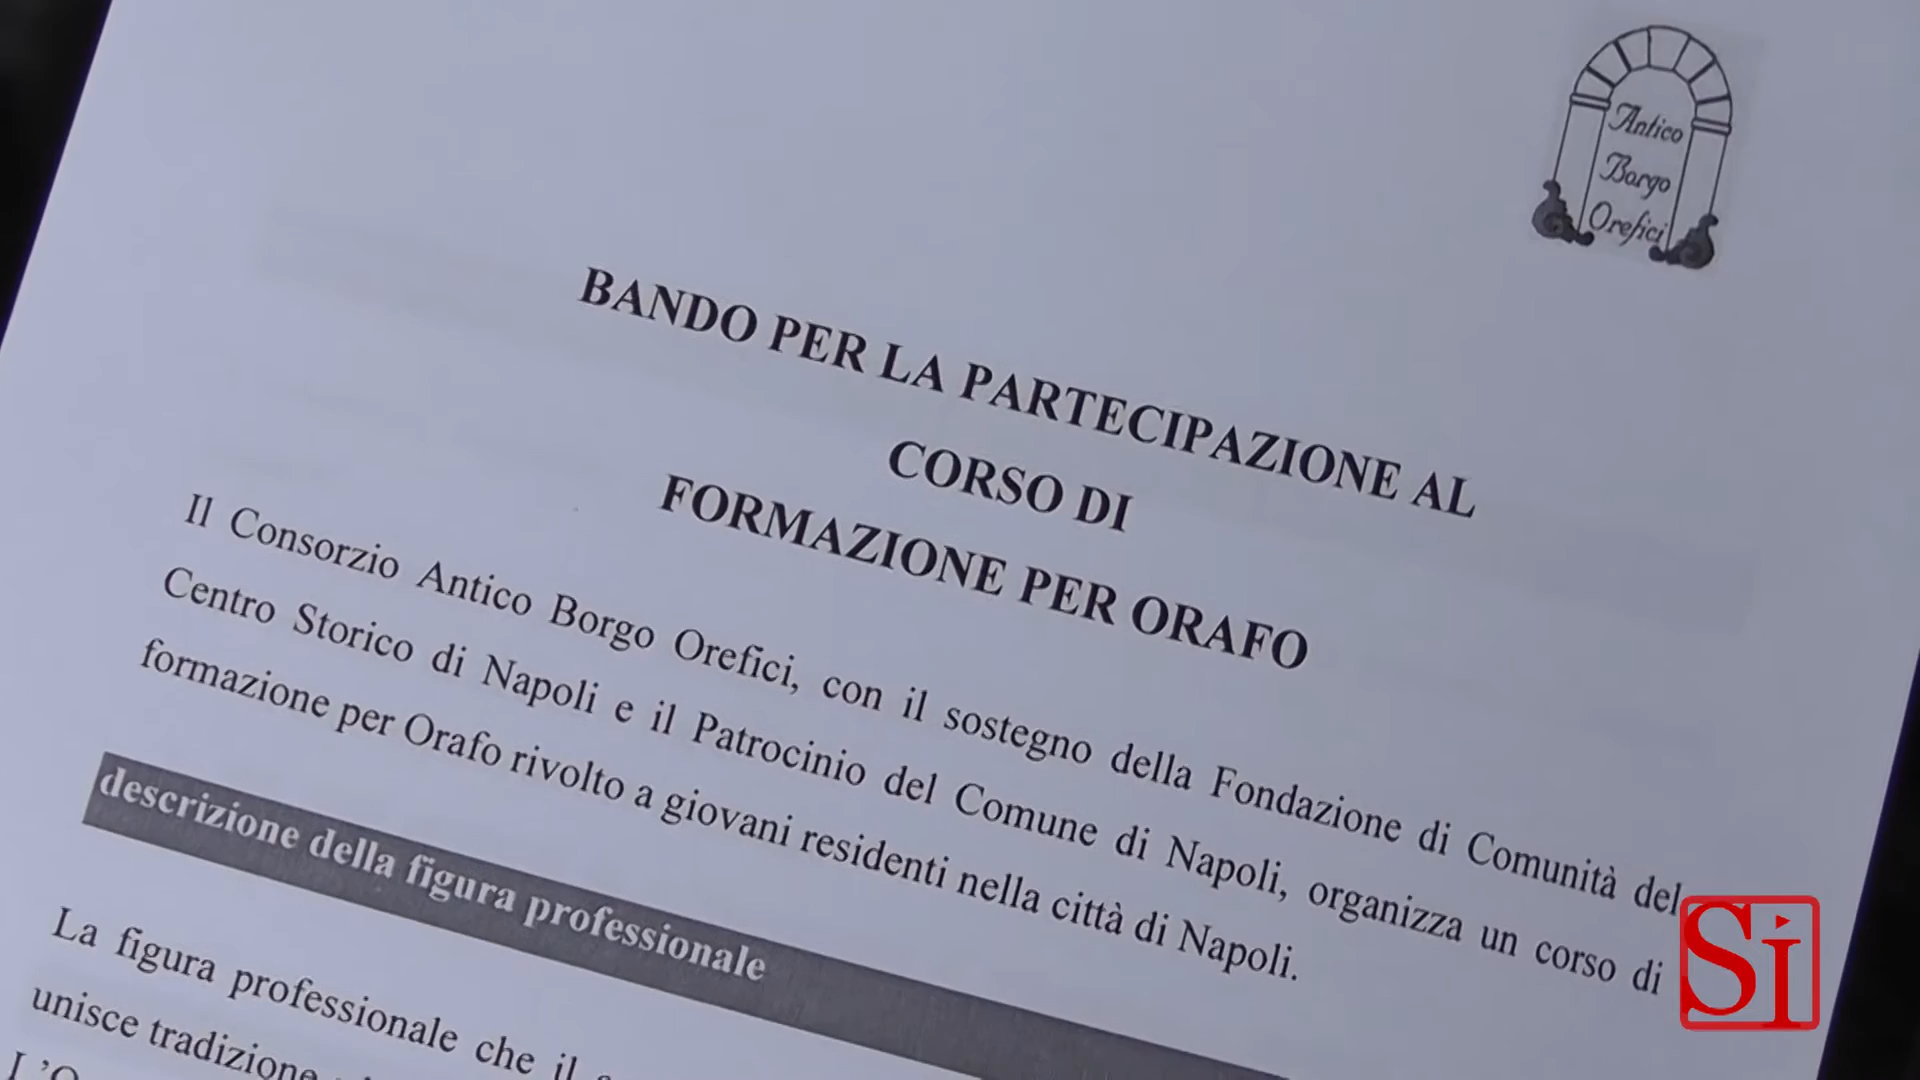 Antico
Borgo
Orefici
BANDO PER LA PARTECIPAZIONE AL
CORSO DI
FORMAZIONE PER ORAFO
Il Consorzio Antico Borgo Orefici, con il sostegno della Fondazione di Comunità del
Centro Storico di Napoli e il Patrocinio del Comune di Napoli, organizza un corso di
formazione per Orafo rivolto a giovani residenti nella città di Napoli.
descrizione della figura professionale
La figura professionale che il
unisce tradizione
Si